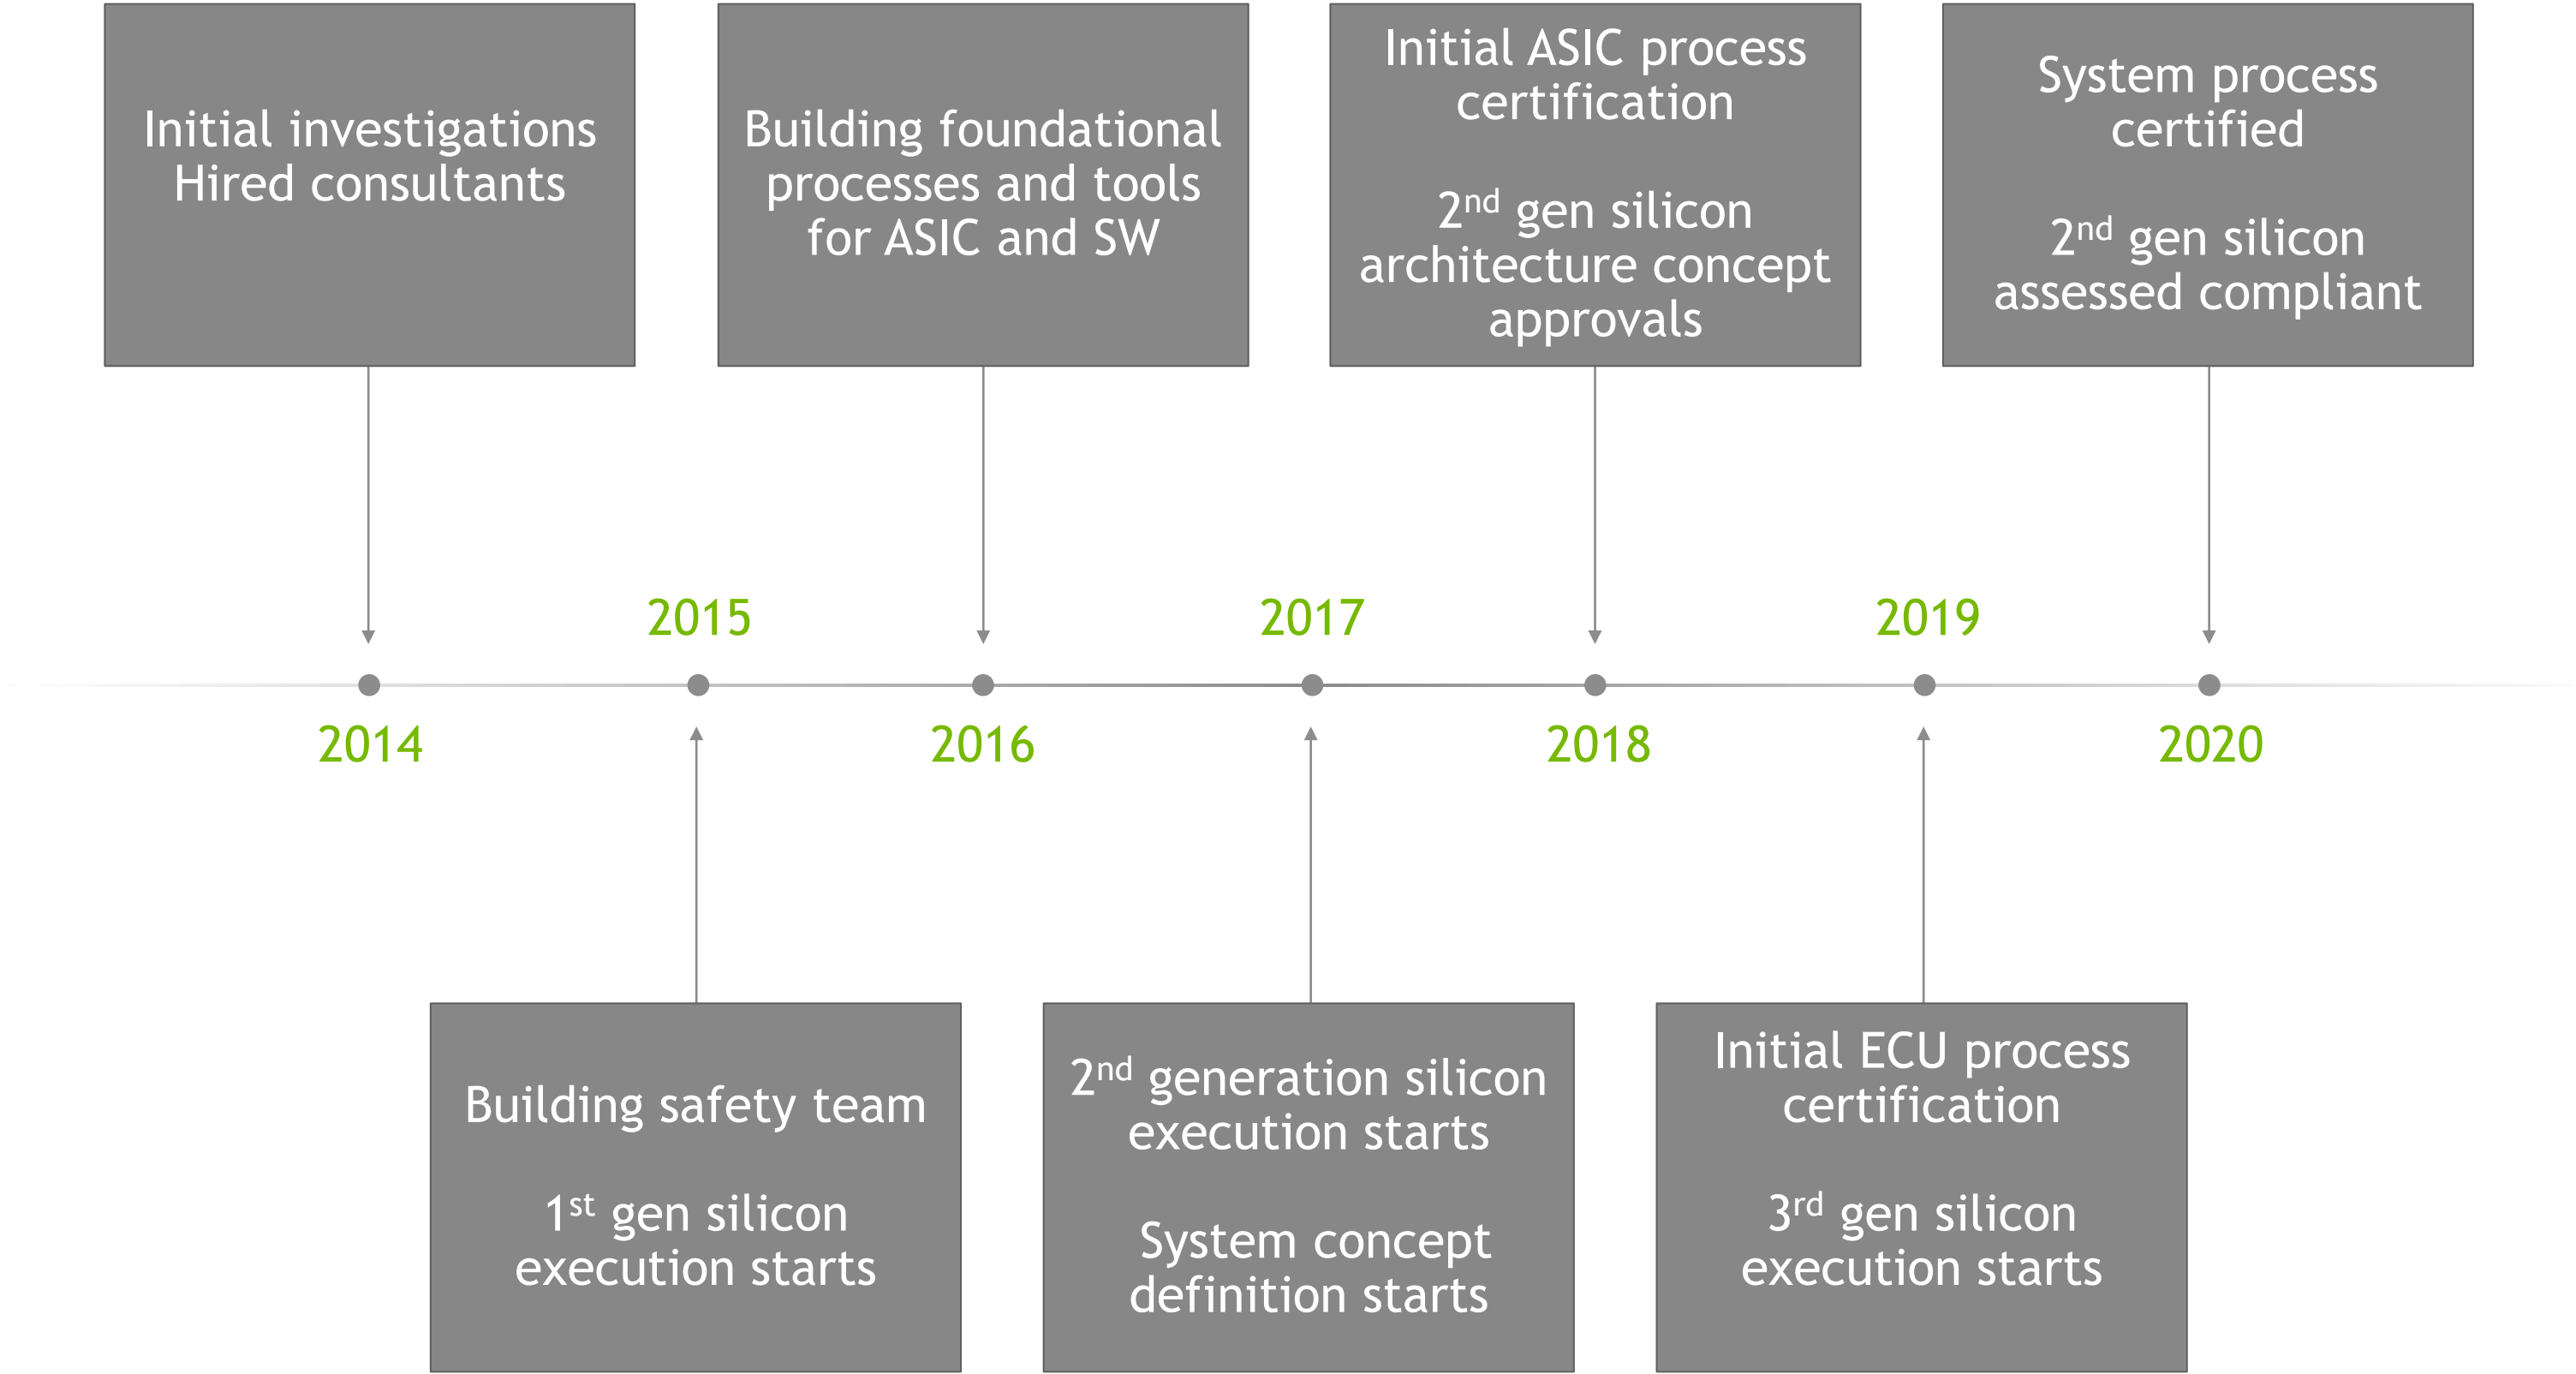 Initial investigations
Hired consultants
Building foundational
processes and tools
for ASIC and SW
Initial ASIC process
certification
2nd gen silicon
architecture concept
approvals
System process
certified
2nd gen silicon
assessed compliant
2015
2017
2019
2014
2016
2018
2020
Building safety team
1st gen silicon
execution starts
2nd generation silicon
execution starts
System concept
definition starts
Initial ECU process
certification
3rd gen silicon
execution starts